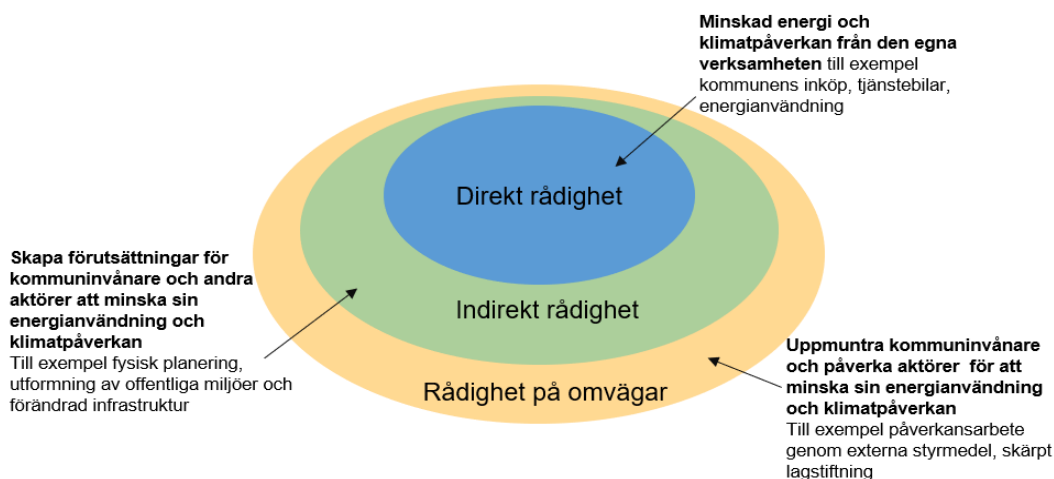 Minskad energi och
klimatpåverkan från den egna
verksamheten till exempel
kommunens inköp, tjänstebilar,
energianvändning
Direkt rådighet
Skapa förutsättningar för
kommuninvånare och andra
aktörer att minska sin
energianvändning och
klimatpåverkan
Till exempel fysisk planering,
utformning av offentliga miljöer och
förändrad infrastruktur
Indirekt rådighet
Rådighet på omvägar
Uppmuntra kommuninvånare
och påverka aktörer för att
minska sin energianvändning
och klimatpåverkan
Till exempel påverkansarbete
genom externa styrmedel, skärpt
lagstiftning